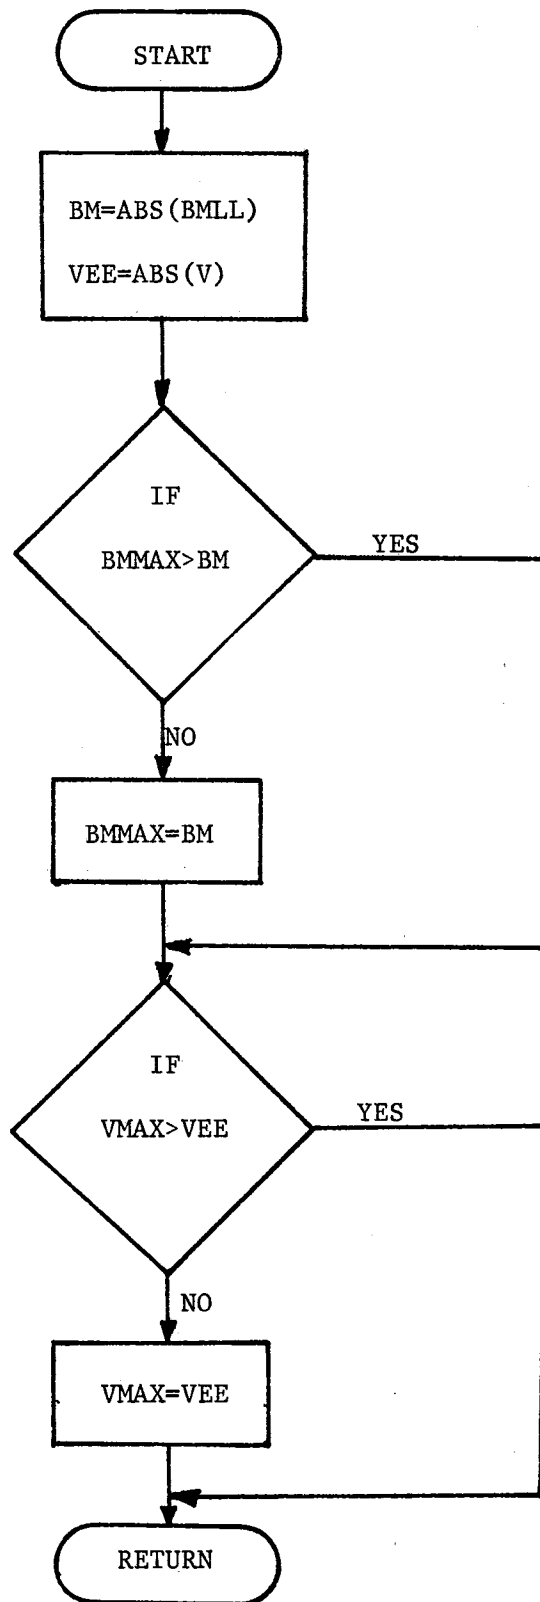 START
BM=ABS(BMLL)
VEE=ABS(V)
IF
BMMAX>BM
YES
NO
BMMAX=BM
IF
VMAX>VEE
YES
NO
VMAX=VEE
RETURN